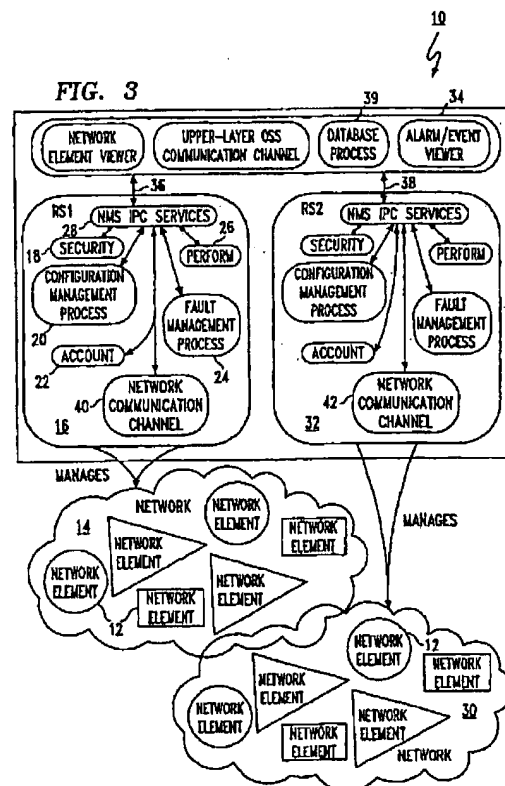 10
FIG. 3
39
34
NETWORK
ELEMENT VIEWER
UPPER-LAYER OSS
COMMUNICATION CHANNEL
DATABASE
PROCESS
ALARM/EVENT
VIEWER
36
38
RS1
NMS IPC SERVICES
28
26
18
SECURITY
PERFORM
CONFIGURATION
MANAGEMENT
PROCESS
20
FAULT
MANAGEMENT
PROCESS
ACCOUNT
22
24
40
NETWORK
COMMUNICATION
CHANNEL
16
RS2
NMS IPC SERVICES
SECURITY
PERFORM
CONFIGURATION
MANAGEMENT
PROCESS
FAULT
MANAGEMENT
PROCESS
ACCOUNT
42
NETWORK
COMMUNICATION
CHANNEL
32
MANAGES
MANAGES
NETWORK
14
NETWORK
ELEMENT
NETWORK
ELEMENT
NETWORK
ELEMENT
NETWORK
ELEMENT
NETWORK
ELEMENT
NETWORK
ELEMENT
12
12
NETWORK
ELEMENT
NETWORK
ELEMENT
NETWORK
ELEMENT
NETWORK
ELEMENT
NETWORK
ELEMENT
NETWORK
ELEMENT
30
NETWORK